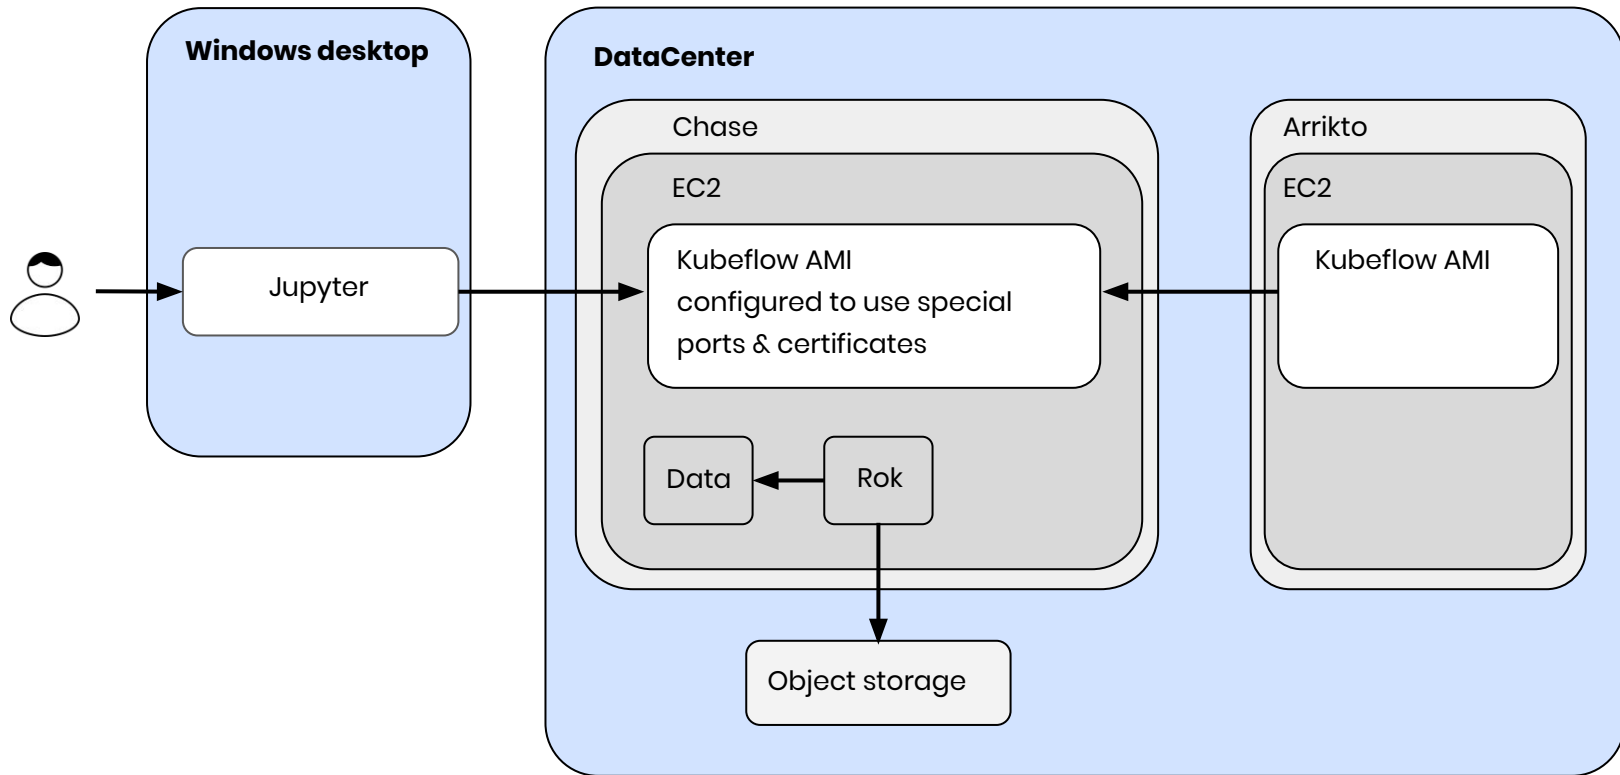 Windows desktop
Jupyter
DataCenter
Chase
EC2
Kubeflow AMI
configured to use special
ports & certificates
Data
Rok
Object storage
Arrikto
EC2
Kubeflow AMI